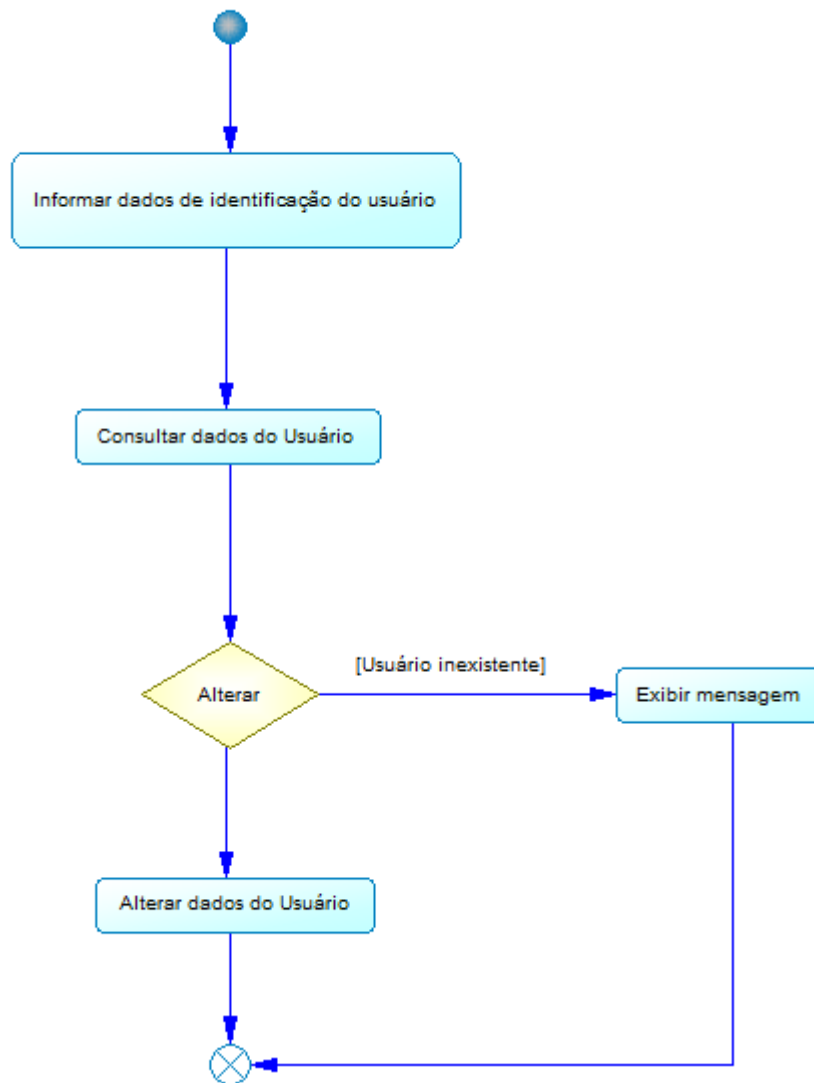 Informar dados de identificação do usuário
Consultar dados do Usuário
[Usuário inexistente]
Alterar
Exibir mensagem
Alterar dados do Usuário